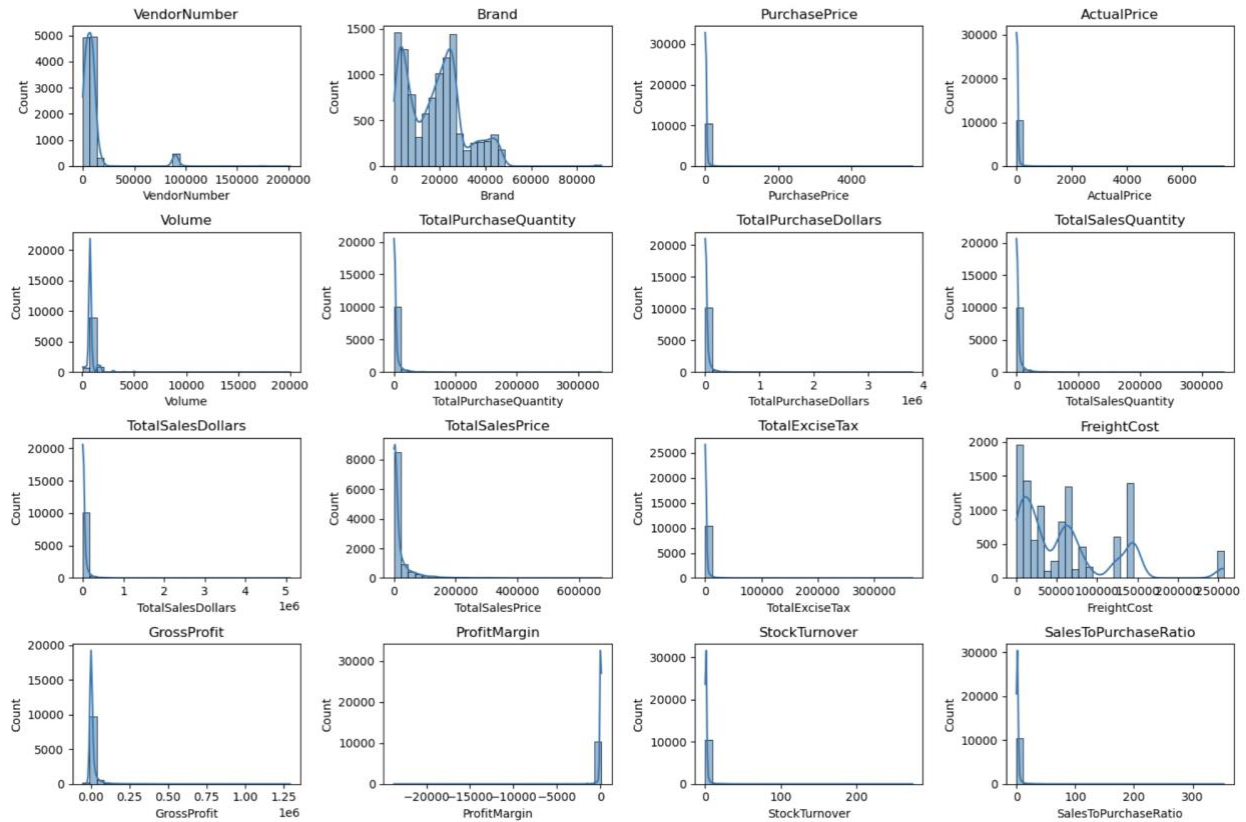 VendorNumber
Brand
PurchasePrice
ActualPrice
Count
5000
4000
3000
2000
1000
0
0 50000 100000 150000 200000
VendorNumber
Count
1500
1000
500
0
0 20000 40000 60000 80000
Brand
Count
30000
20000
10000
0
0 2000 4000
PurchasePrice
Count
30000
20000
10000
0
0 2000 4000 6000
ActualPrice
Volume
TotalPurchaseQuantity
TotalPurchaseDollars
TotalSalesQuantity
Count
20000
15000
10000
5000
0
0 5000 10000 15000 20000
Volume
Count
20000
15000
10000
5000
0
0 100000 200000 300000
TotalPurchaseQuantity
Count
20000
15000
10000
5000
0
0 1 2 3 4
TotalPurchaseDollars 1e6
Count
20000
15000
10000
5000
0
0 100000 200000 300000
TotalSalesQuantity
TotalSalesDollars
TotalSalesPrice
TotalExciseTax
FreightCost
Count
20000
15000
10000
5000
0
0 1 2 3 4 5
TotalSalesDollars 1e6
Count
8000
6000
4000
2000
0
0 200000 400000 600000
TotalSalesPrice
Count
25000
20000
15000
10000
5000
0
0 100000 200000 300000
TotalExciseTax
Count
2000
1500
1000
500
0
0 50000 100000 150000 200000 250000
FreightCost
GrossProfit
ProfitMargin
StockTurnover
SalesToPurchaseRatio
Count
20000
15000
10000
5000
0
0.00 0.25 0.50 0.75 1.00 1.25
GrossProfit 1e6
Count
30000
20000
10000
0
−20000 −15000 −10000 −5000 0
ProfitMargin
Count
30000
20000
10000
0
0 100 200
StockTurnover
Count
30000
20000
10000
0
0 100 200 300
SalesToPurchaseRatio